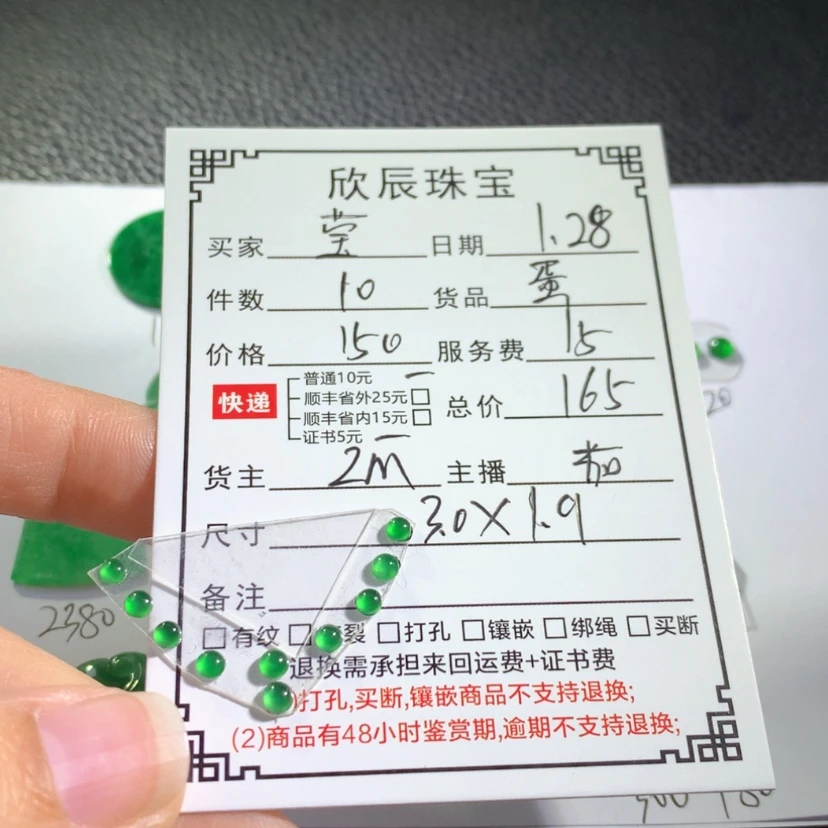 欣辰珠宝
买家 莹 日期 1.28
件数 10 货品 蛋
价格 150 服务费 15
快递 普通10元
顺丰省外25元□ 总价 165
顺丰省内15元□
证书5元
货主 2M 主播 茄
尺寸 3.0×1.9
备注
□有纹 □ 裂 □打孔 □镶嵌 □绑绳 □买断
退换需承担来回运费+证书费
打孔,买断,镶嵌商品不支持退换;
(2)商品有48小时鉴赏期,逾期不支持退换;
2380